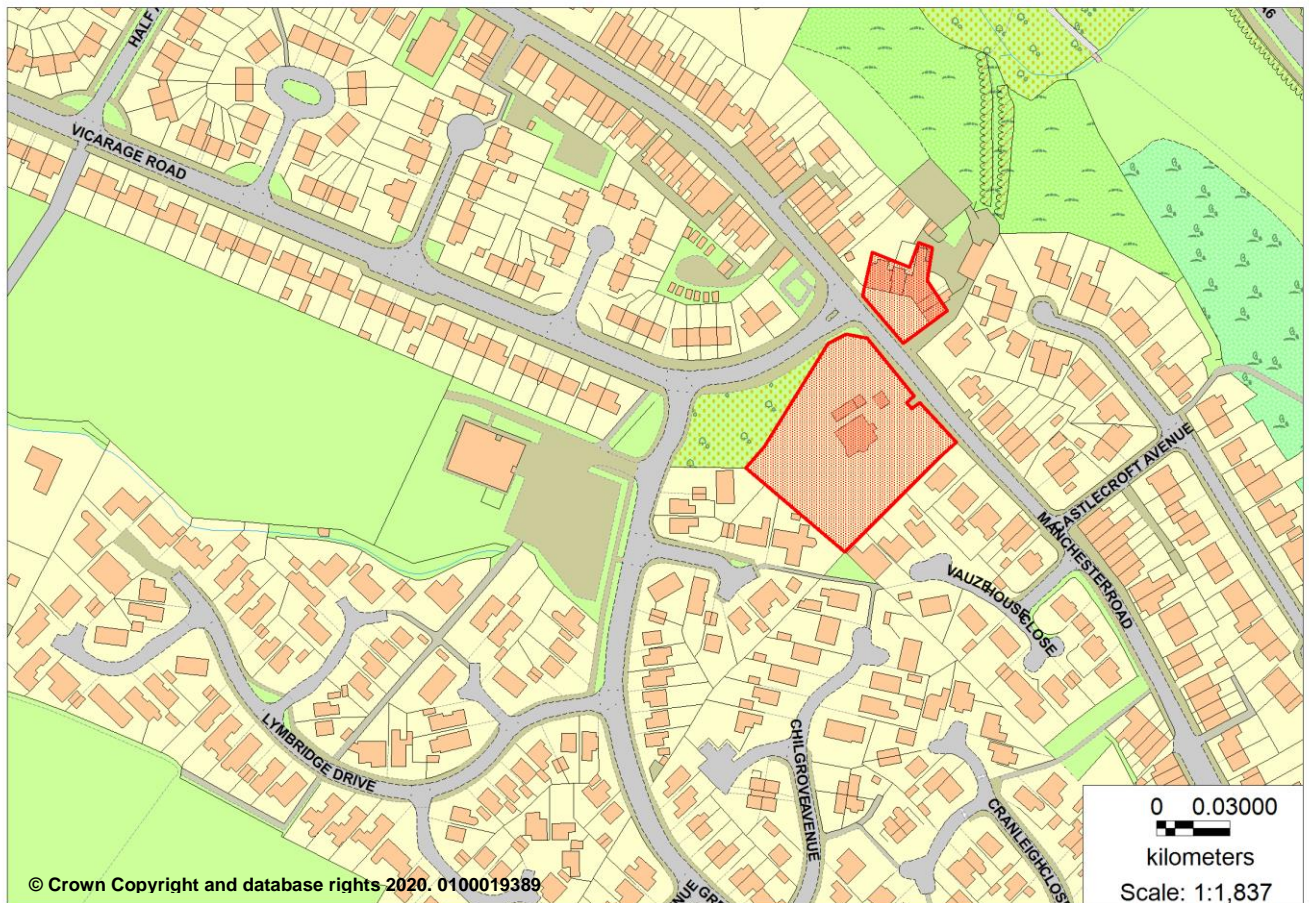 HALF
46
VICARAGE ROAD
CASTLECROFT AVENUE
MANCHESTER ROAD
VAUZE HOUSE CLOSE
LYMBRIDGE DRIVE
CHILGROVE AVENUE
CRANLEIGH CLOSE
0 0.03000
kilometers
Scale: 1:1,837
© Crown Copyright and database rights 2020. 0100019389